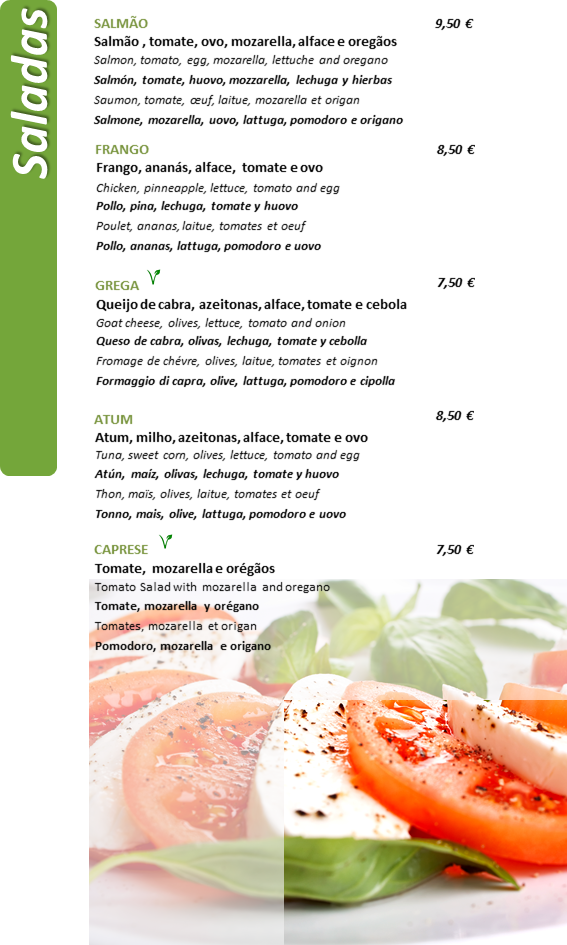 Saladas
SALMÃO 9,50 €
Salmão , tomate, ovo, mozarella, alface e oregãos
Salmon, tomato, egg, mozarella, lettuche and oregano
Salmón, tomate, huovo, mozzarella, lechuga y hierbas
Saumon, tomate, œuf, laitue, mozarella et origan
Salmone, mozarella, uovo, lattuga, pomodoro e origano
FRANGO 8,50 €
Frango, ananás, alface, tomate e ovo
Chicken, pinneapple, lettuce, tomato and egg
Pollo, pina, lechuga, tomate y huovo
Poulet, ananas, laitue, tomates et oeuf
Pollo, ananas, lattuga, pomodoro e uovo
GREGA 7,50 €
Queijo de cabra, azeitonas, alface, tomate e cebola
Goat cheese, olives, lettuce, tomato and onion
Queso de cabra, olivas, lechuga, tomate y cebolla
Fromage de chévre, olives, laitue, tomates et oignon
Formaggio di capra, olive, lattuga, pomodoro e cipolla
ATUM 8,50 €
Atum, milho, azeitonas, alface, tomate e ovo
Tuna, sweet corn, olives, lettuce, tomato and egg
Atún, maíz, olivas, lechuga, tomate y huovo
Thon, maïs, olives, laitue, tomates et oeuf
Tonno, mais, olive, lattuga, pomodoro e uovo
CAPRESE 7,50 €
Tomate, mozarella e orégãos
Tomato Salad with mozarella and oregano
Tomate, mozarella y orégano
Tomates, mozarella et origan
Pomodoro, mozarella e origano